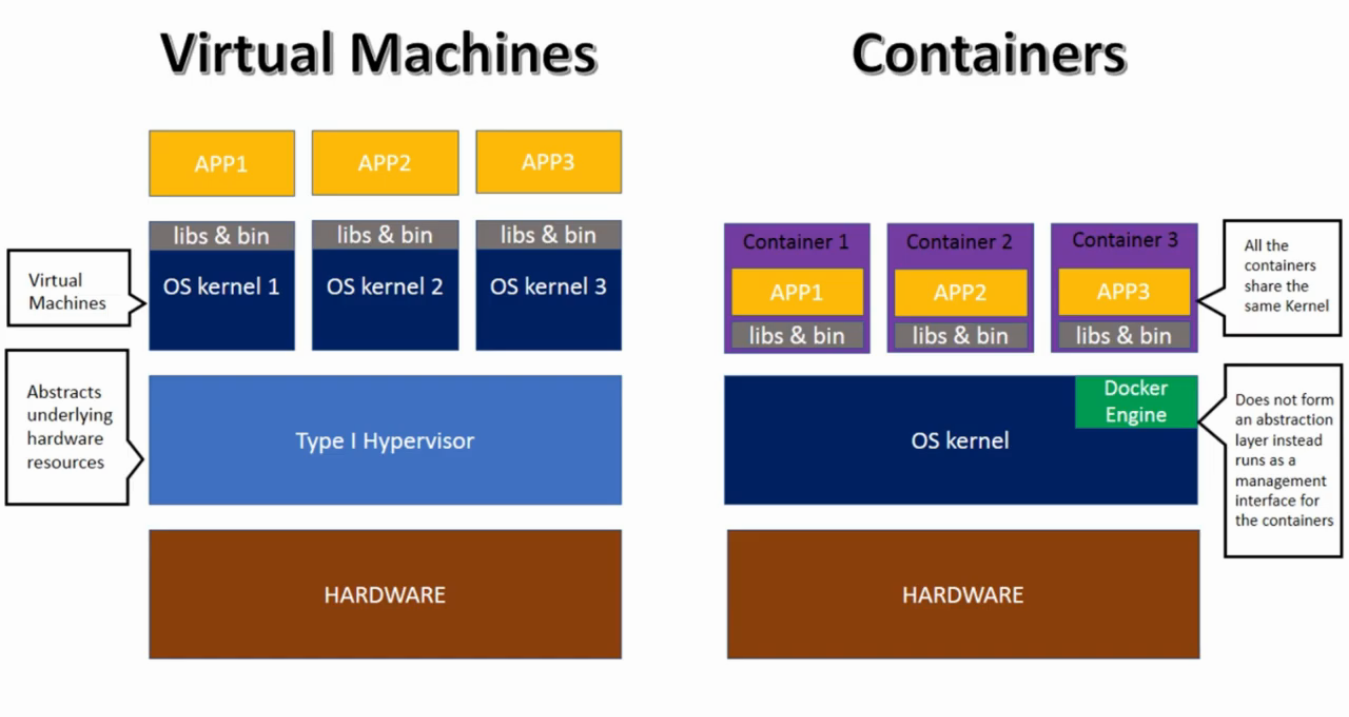 Virtual Machines
APP1
APP2
APP3
libs & bin
libs & bin
libs & bin
OS kernel 1
OS kernel 2
OS kernel 3
Virtual
Machines
Abstracts
underlying
hardware
resources
Type I Hypervisor
HARDWARE
Containers
Container 1
Container 2
Container 3
APP1
APP2
APP3
libs & bin
libs & bin
libs & bin
All the
containers
share the
same Kernel
Docker
Engine
OS kernel
Does not form
an abstraction
layer instead
runs as a
management
interface for
the containers
HARDWARE